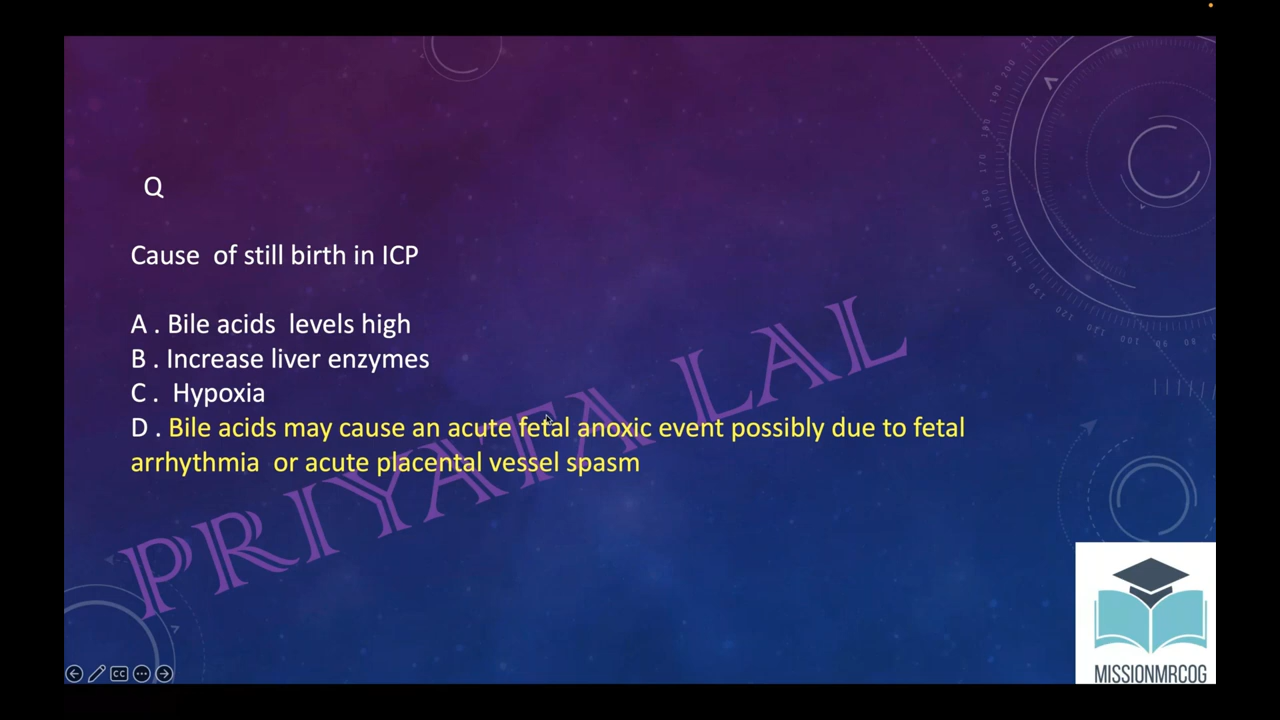 Q
Cause of still birth in ICP
A . Bile acids levels high
B . Increase liver enzymes
C . Hypoxia
D . Bile acids may cause an acute fetal anoxic event possibly due to fetal
arrhythmia or acute placental vessel spasm
PRIYATA LAL
MISSIONMRCOG
CC